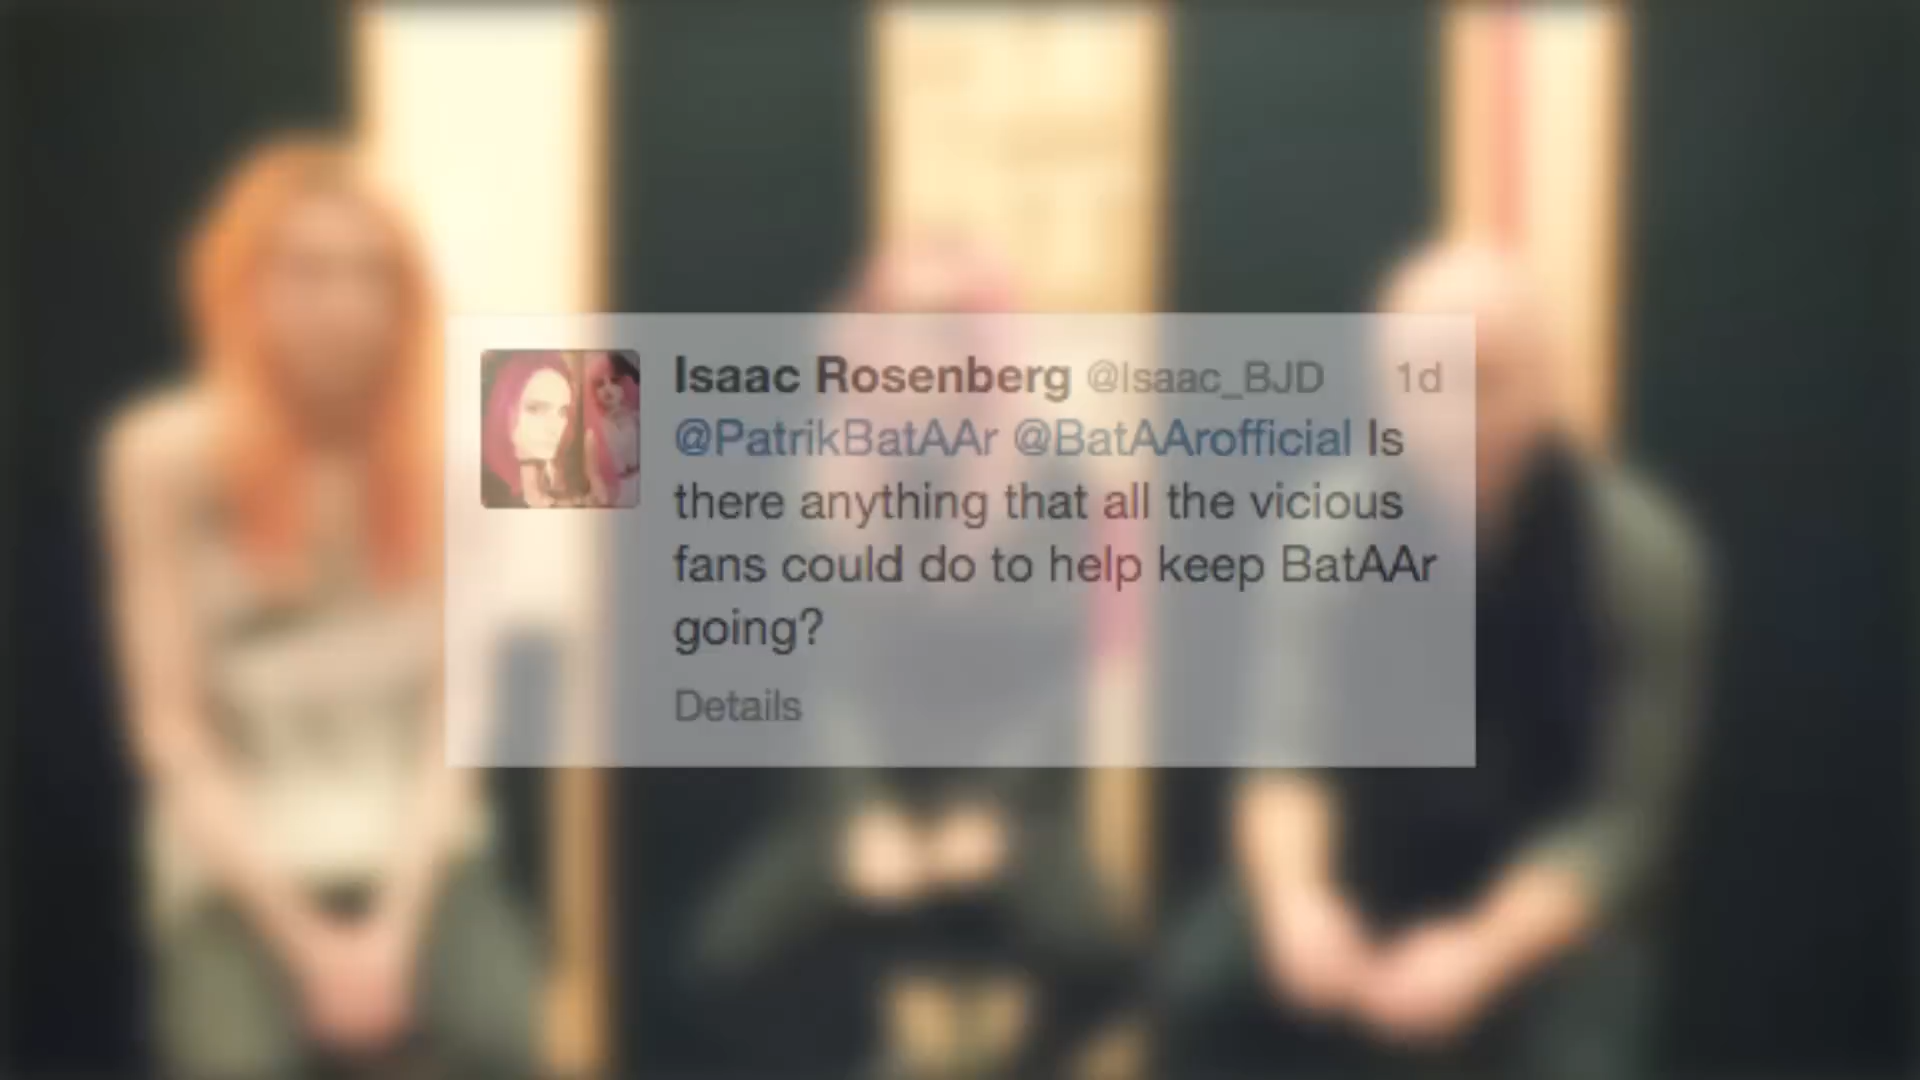 Isaac Rosenberg @Isaac_BJD 1d
@PatrikBatAAr @BatAArofficial Is
there anything that all the vicious
fans could do to help keep BatAAr
going?
Details